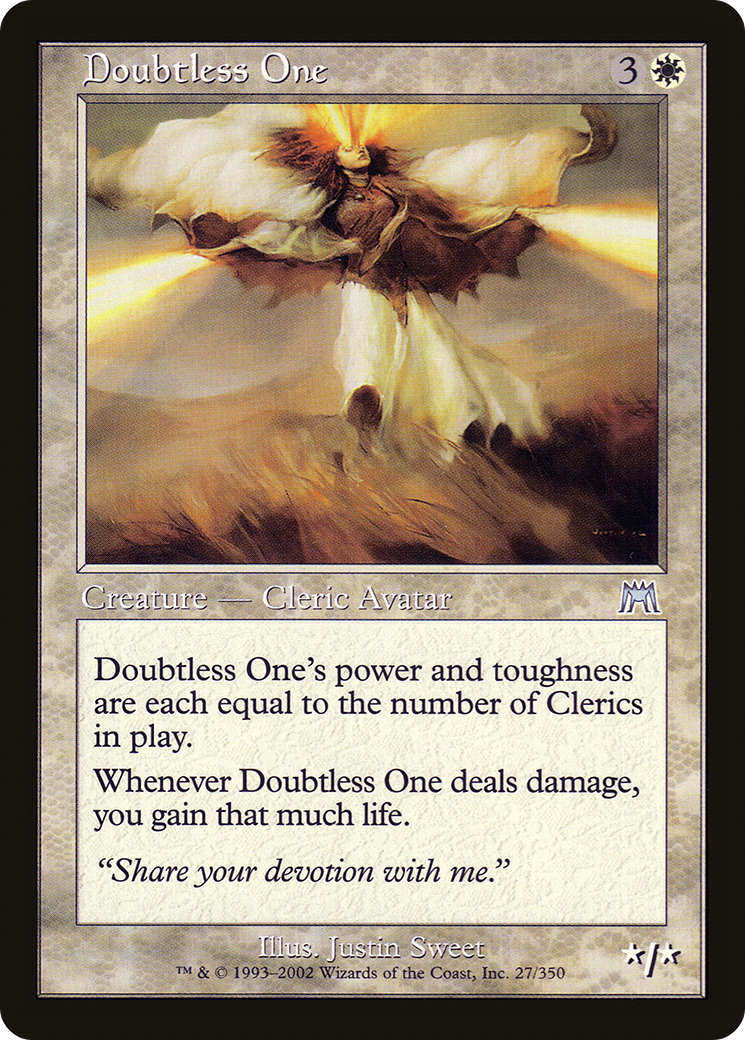 Doubtless One 3
Creature — Cleric Avatar
Doubtless One's power and toughness
are each equal to the number of Clerics
in play.
Whenever Doubtless One deals damage,
you gain that much life.
“Share your devotion with me.”
Illus. Justin Sweet
™ & © 1993–2002 Wizards of the Coast, Inc. 27/350
*/*